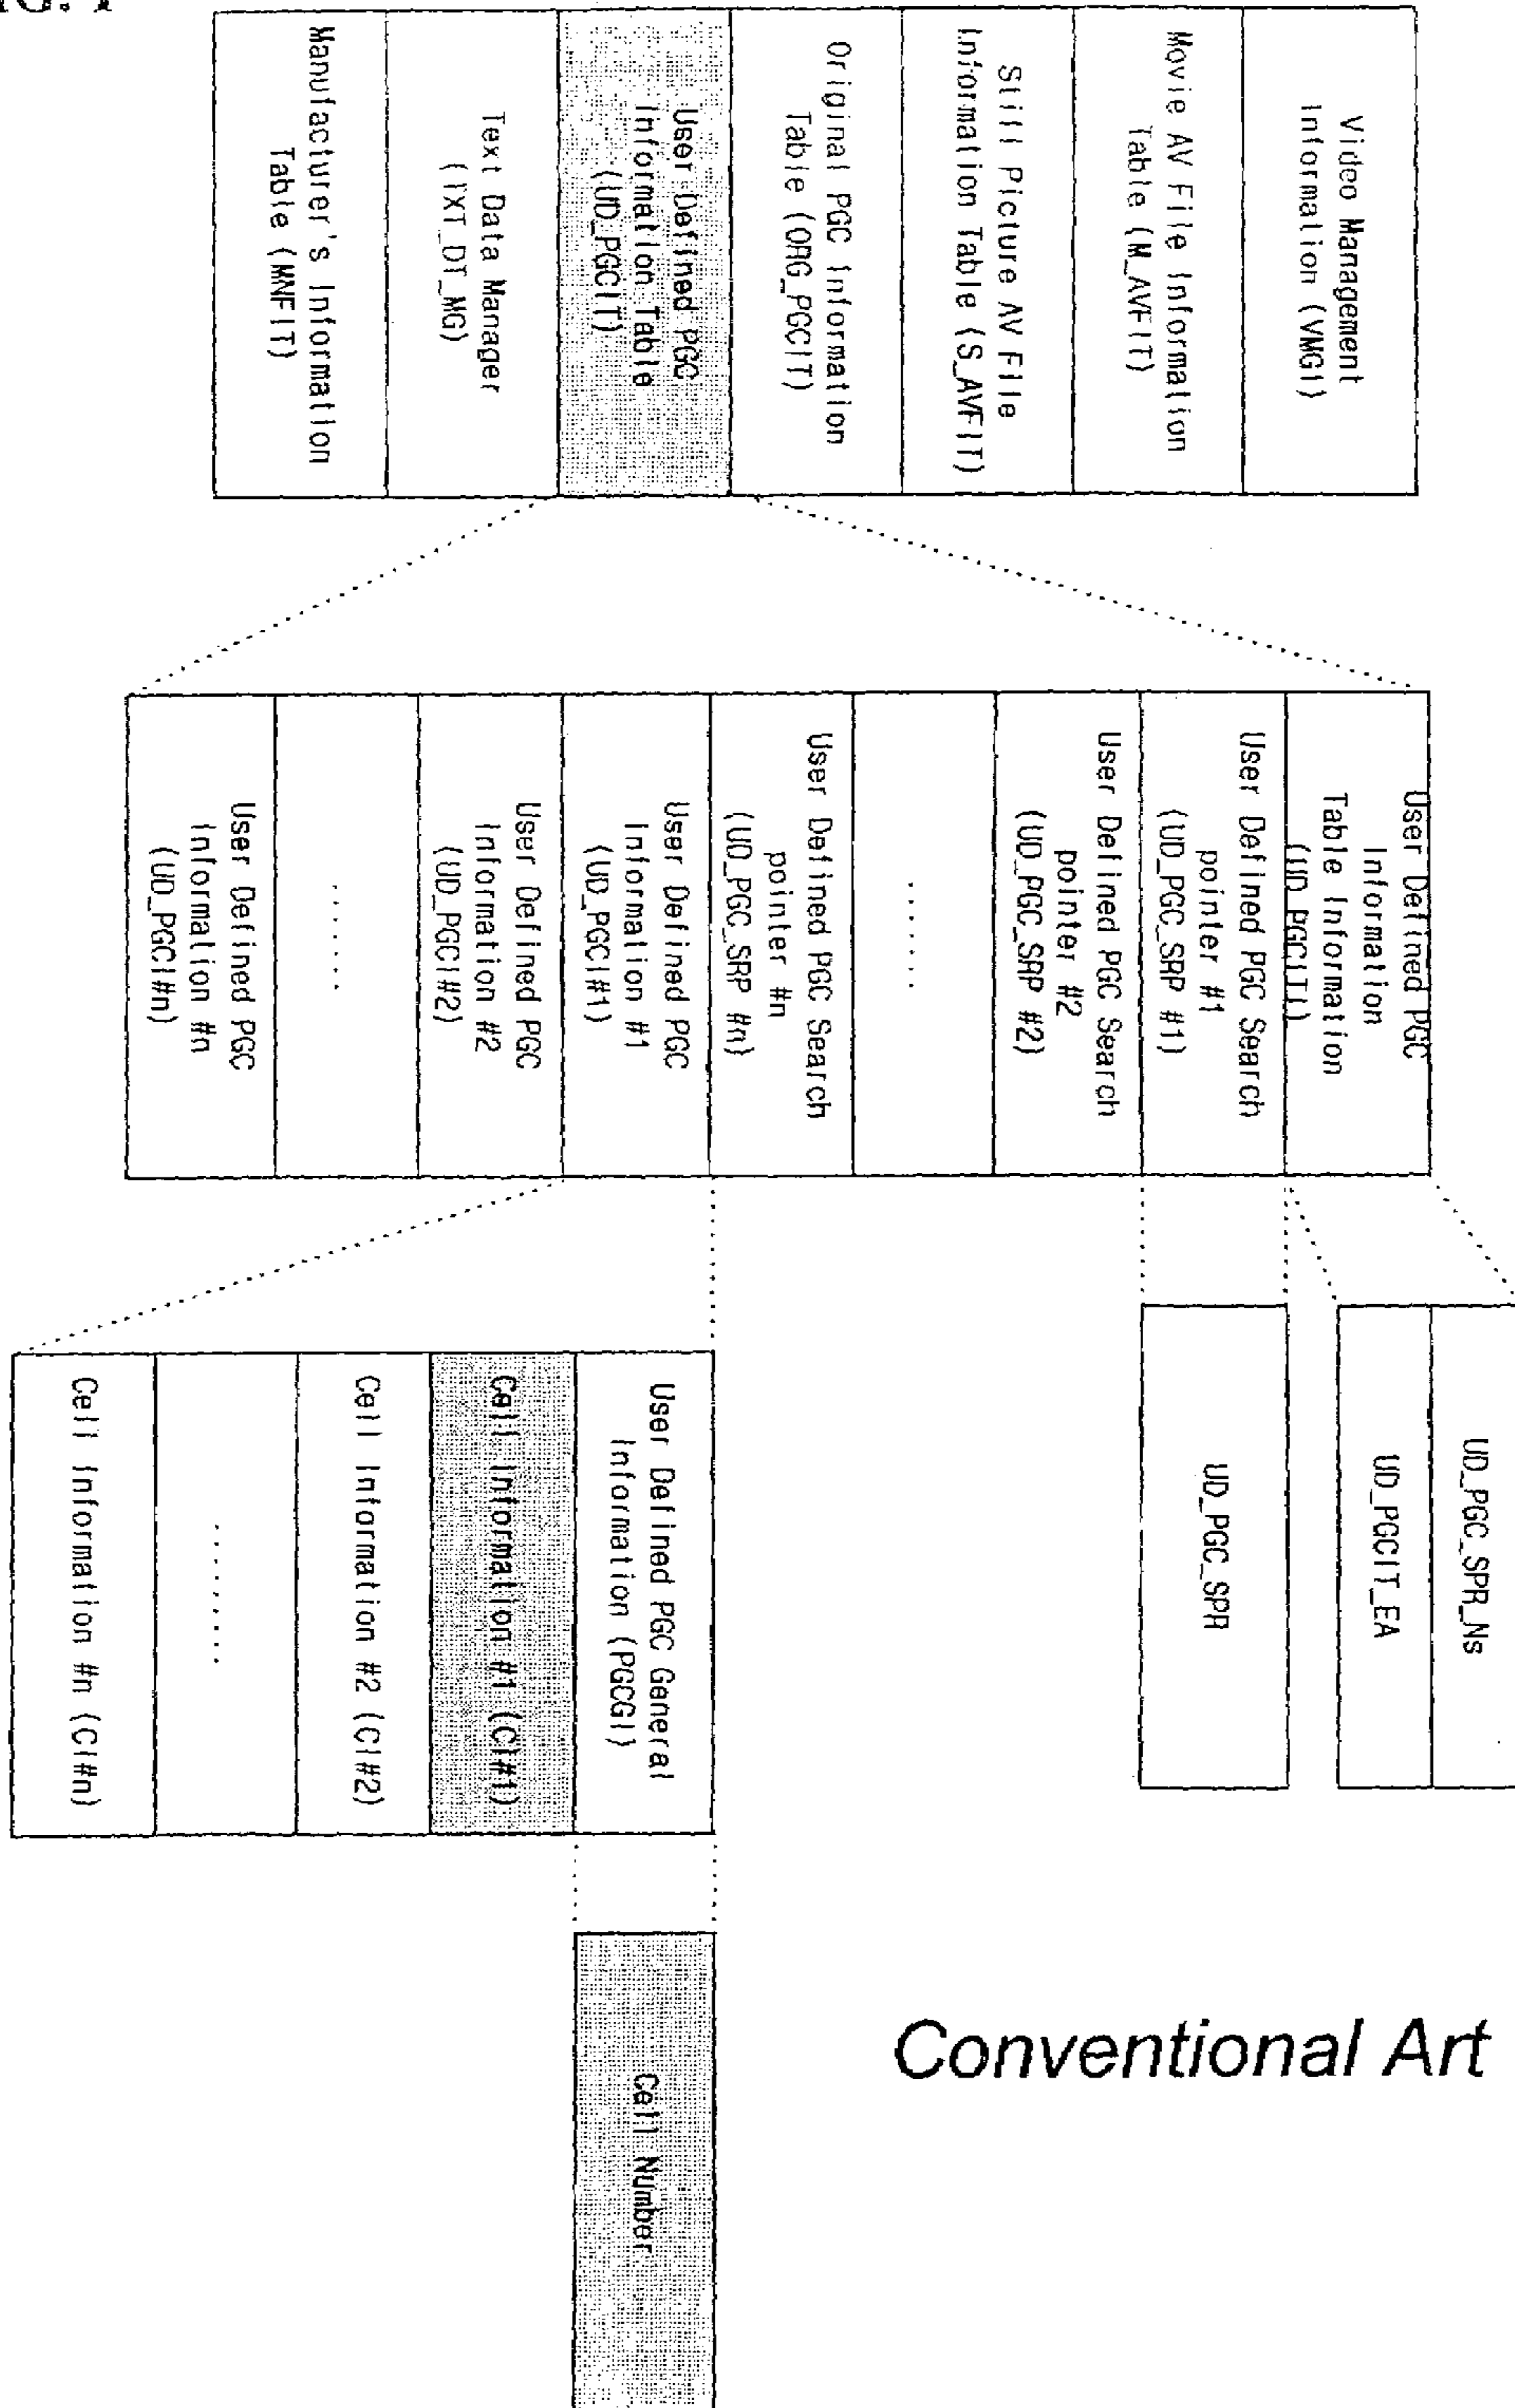 FIG. 1
Video Management
Information (VMGI)
Movie AV File Information
Table (M_AVFIT)
Still Picture AV File
Information Table (S_AVFIT)
Original PGC Information
Table (ORG_PGCIT)
User Defined PGC
Information Table
(UD_PGCIT)
Text Data Manager
(TXT_DT_MG)
Manufacturer's Information
Table (MNFIT)
User Defined PGC
Information
Table Information
(UD_PGCITI)
User Defined PGC Search
pointer #1
(UD_PGC_SRP #1)
User Defined PGC Search
pointer #2
(UD_PGC_SRP #2)
......
User Defined PGC Search
pointer #n
(UD_PGC_SRP #n)
User Defined PGC
Information #1
(UD_PGCI#1)
User Defined PGC
Information #2
(UD_PGCI#2)
......
User Defined PGC
Information #n
(UD_PGCI#n)
UD_PGC_SPR_Ns
UD_PGCIT_EA
UD_PGC_SPR
User Defined PGC General
Information (PGCGI)
Cell Information #1 (CI#1)
Cell Information #2 (CI#2)
........
Cell Information #n (CI#n)
Cell Number
Conventional Art